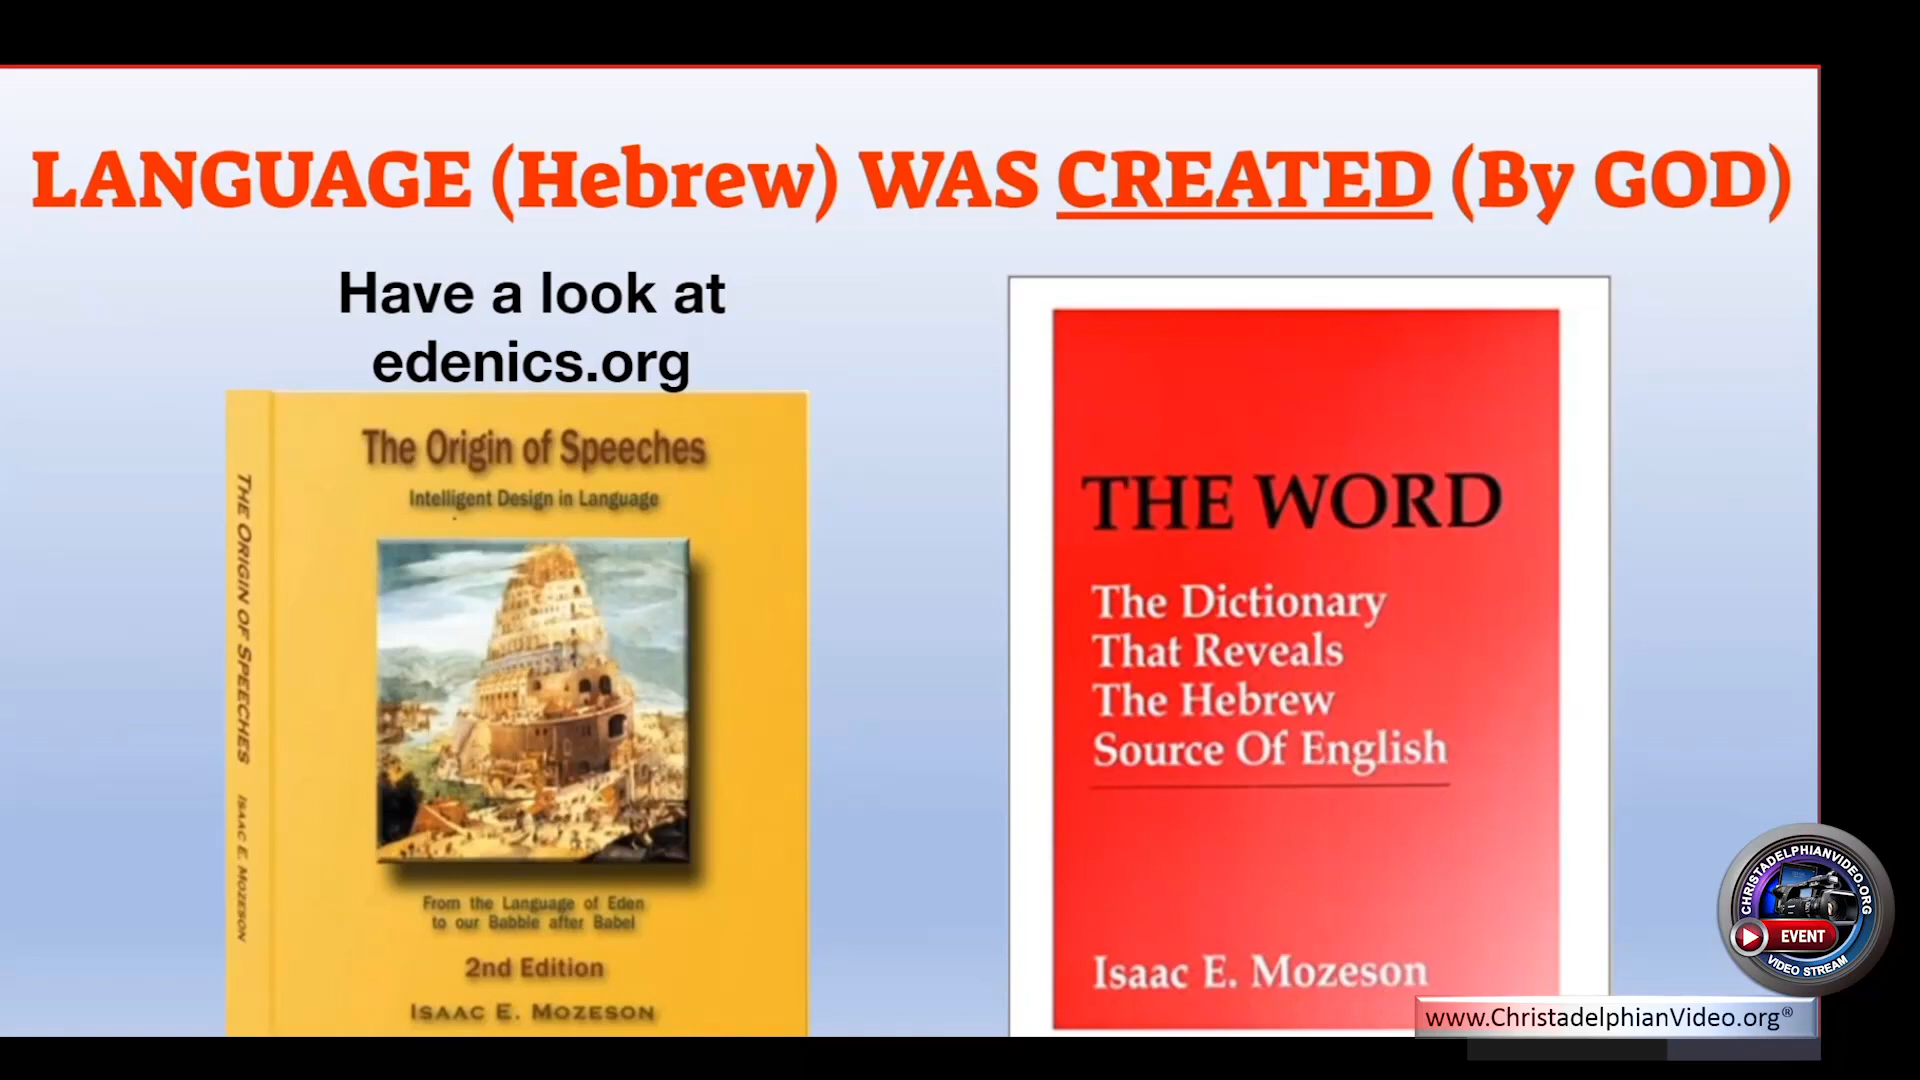 LANGUAGE (Hebrew) WAS CREATED (By GOD)
Have a look at
edenics.org
THE ORIGIN OF SPEECHES ISAAC E. MOZESON
The Origin of Speeches
Intelligent Design in Language
From the Language of Eden
to our Babble after Babel
2nd Edition
ISAAC E. MOZESON
THE WORD
The Dictionary
That Reveals
The Hebrew
Source Of English
Isaac E. Mozeson
CHRISTADELPHIANVIDEO.ORG
EVENT
VIDEO STREAM
www.ChristadelphianVideo.org®